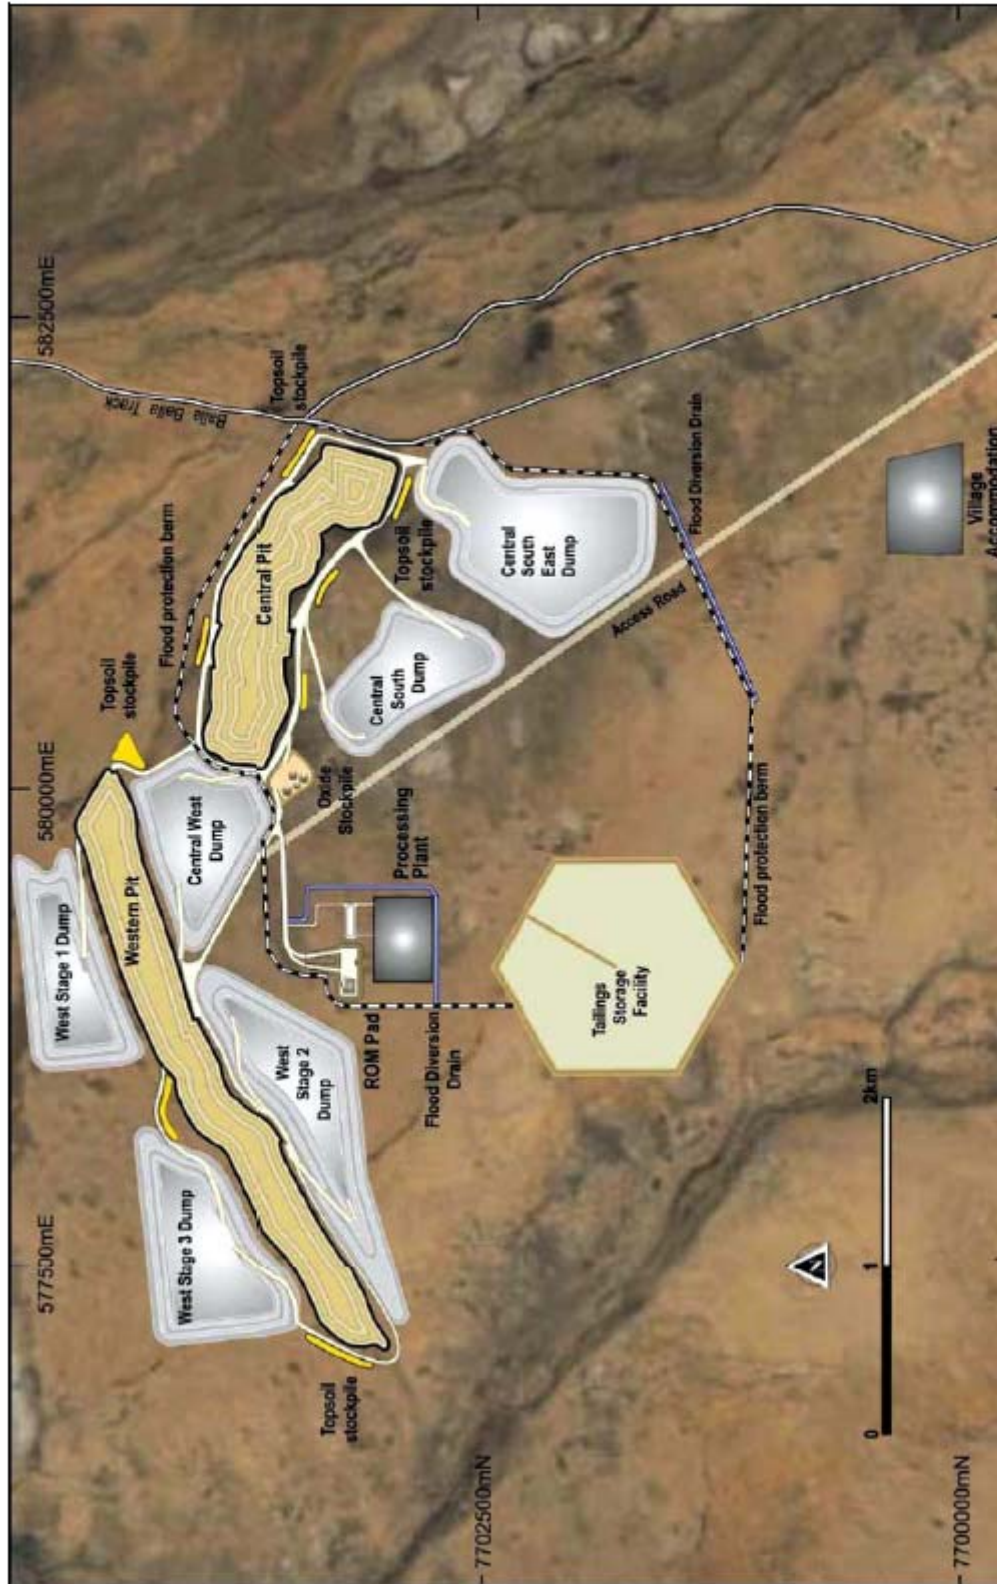 582500mE
580000mE
577500mE
7702500mN
7700000mN
Balla Balla Track
Topsoil
stockpile
Flood protection berm
Central Pit
Topsoil
stockpile
Central
South
East
Dump
Flood Diversion Drain
Village
Accommodation
Access Road
Central
South
Dump
Topsoil
stockpile
Oxide
Stockpile
Central West
Dump
Western Pit
West Stage 1 Dump
Processing
Plant
ROM Pad
Flood Diversion
Drain
Tailings
Storage
Facility
Flood protection berm
West
Stage 2
Dump
West Stage 3 Dump
Topsoil
stockpile
0
1
2km